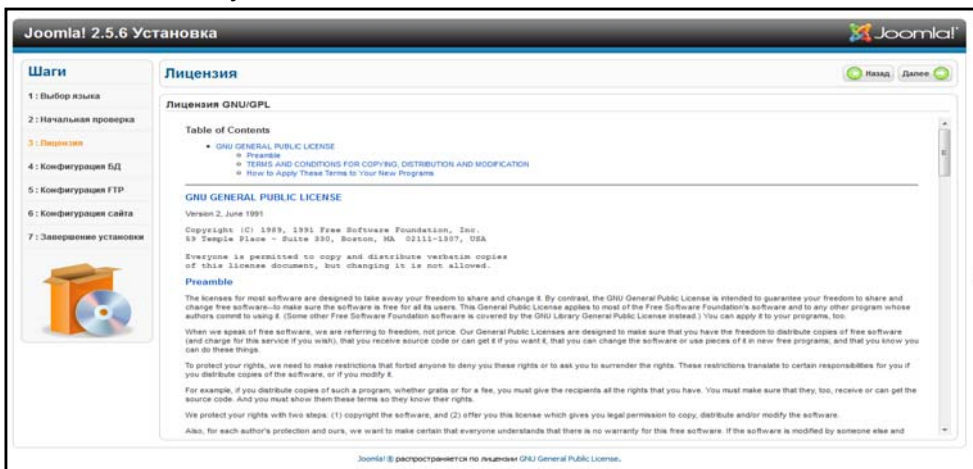 Joomla! 2.5.6 Установка
Joomla!
Шаги
1 : Выбор языка
2 : Начальная проверка
3 : Лицензия
4 : Конфигурация БД
5 : Конфигурация FTP
6 : Конфигурация сайта
7 : Завершение установки
Лицензия
Назад
Далее
Лицензия GNU/GPL
Table of Contents
GNU GENERAL PUBLIC LICENSE
Preamble
TERMS AND CONDITIONS FOR COPYING, DISTRIBUTION AND MODIFICATION
How to Apply These Terms to Your New Programs
GNU GENERAL PUBLIC LICENSE
Version 2, June 1991
Copyright (C) 1989, 1991 Free Software Foundation, Inc.
59 Temple Place - Suite 330, Boston, MA 02111-1307, USA
Everyone is permitted to copy and distribute verbatim copies
of this license document, but changing it is not allowed.
Preamble
The licenses for most software are designed to take away your freedom to share and change it. By contrast, the GNU General Public License is intended to guarantee your freedom to share and
change free software--to make sure the software is free for all its users. This General Public License applies to most of the Free Software Foundation's software and to any other program whose
authors commit to using it. (Some other Free Software Foundation software is covered by the GNU Library General Public License instead.) You can apply it to your programs, too.
When we speak of free software, we are referring to freedom, not price. Our General Public Licenses are designed to make sure that you have the freedom to distribute copies of free software
(and charge for this service if you wish), that you receive source code or can get it if you want it, that you can change the software or use pieces of it in new free programs; and that you know you
can do these things.
To protect your rights, we need to make restrictions that forbid anyone to deny you these rights or to ask you to surrender the rights. These restrictions translate to certain responsibilities for you if
you distribute copies of the software, or if you modify it.
For example, if you distribute copies of such a program, whether gratis or for a fee, you must give the recipients all the rights that you have. You must make sure that they, too, receive or can get the
source code. And you must show them these terms so they know their rights.
We protect your rights with two steps: (1) copyright the software, and (2) offer you this license which gives you legal permission to copy, distribute and/or modify the software.
Also, for each author's protection and ours, we want to make certain that everyone understands that there is no warranty for this free software. If the software is modified by someone else and
Joomla! ® распространяется по лицензии GNU General Public License.